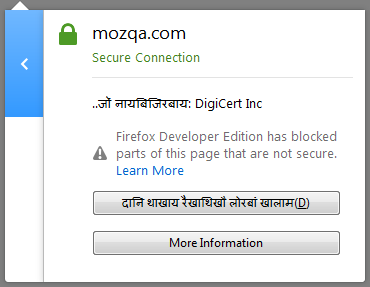 mozqa.com
Secure Connection
..जों नायबिजिरबाय: DigiCert Inc
Firefox Developer Edition has blocked
parts of this page that are not secure.
Learn More
दानि थाखाय रैखाथिखौ लोरबां खालाम(D)
More Information